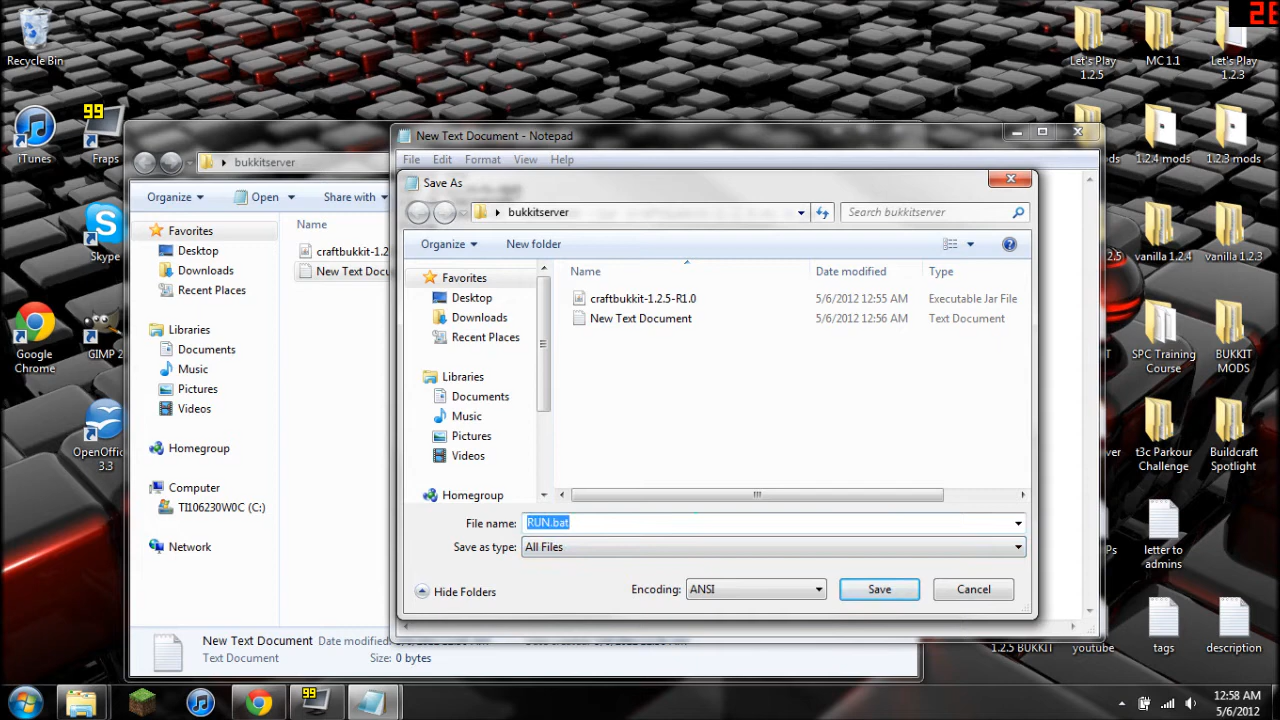 Recycle Bin
iTunes
99
Fraps
Skype
Google
Chrome
GIMP 2
OpenOffic
3.3
Let's Play
1.2.5
MC 1.1
Let's Play
1.2.3
28
ds
1.2.4 mods
1.2.3 mods
2.5
vanilla 1.2.4
vanilla 1.2.3
T
SPC Training
Course
BUKKIT
MODS
ver
t3c Parkour
Challenge
Buildcraft
Spotlight
Ps
letter to
admins
1.2.5 BUKKIT
youtube
tags
description
bukkitserver
Organize
Open
Share with
Favorites
Desktop
Downloads
Recent Places
Libraries
Documents
Music
Pictures
Videos
Homegroup
Computer
TI106230W0C (C:)
Network
Name
craftbukkit-1.2
New Text Docu
New Text Document Date modified:
Text Document
Size: 0 bytes
New Text Document - Notepad
File Edit Format View Help
Save As
bukkitserver
Search bukkitserver
Organize
New folder
Favorites
Desktop
Downloads
Recent Places
Libraries
Documents
Music
Pictures
Videos
Homegroup
Name Date modified Type
craftbukkit-1.2.5-R1.0 5/6/2012 12:55 AM Executable Jar File
New Text Document 5/6/2012 12:56 AM Text Document
File name: RUN.bat
Save as type: All Files
Hide Folders
Encoding: ANSI
Save
Cancel
99
12:58 AM
5/6/2012